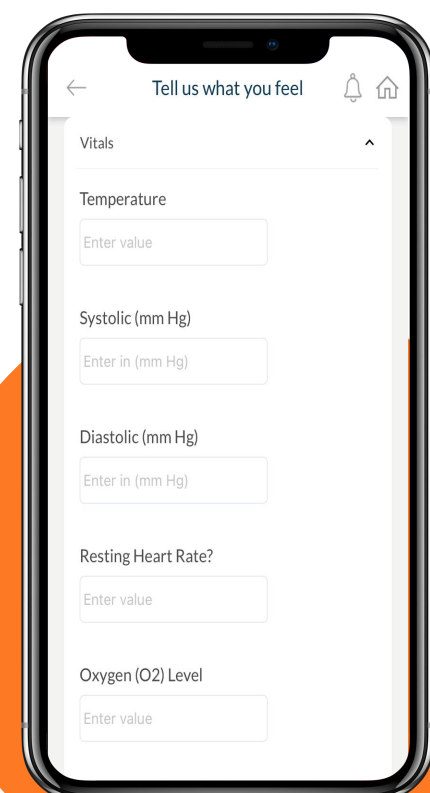 Tell us what you feel
Vitals
Temperature
Enter value
Systolic (mm Hg)
Enter in (mm Hg)
Diastolic (mm Hg)
Enter in (mm Hg)
Resting Heart Rate?
Enter value
Oxygen (O2) Level
Enter value